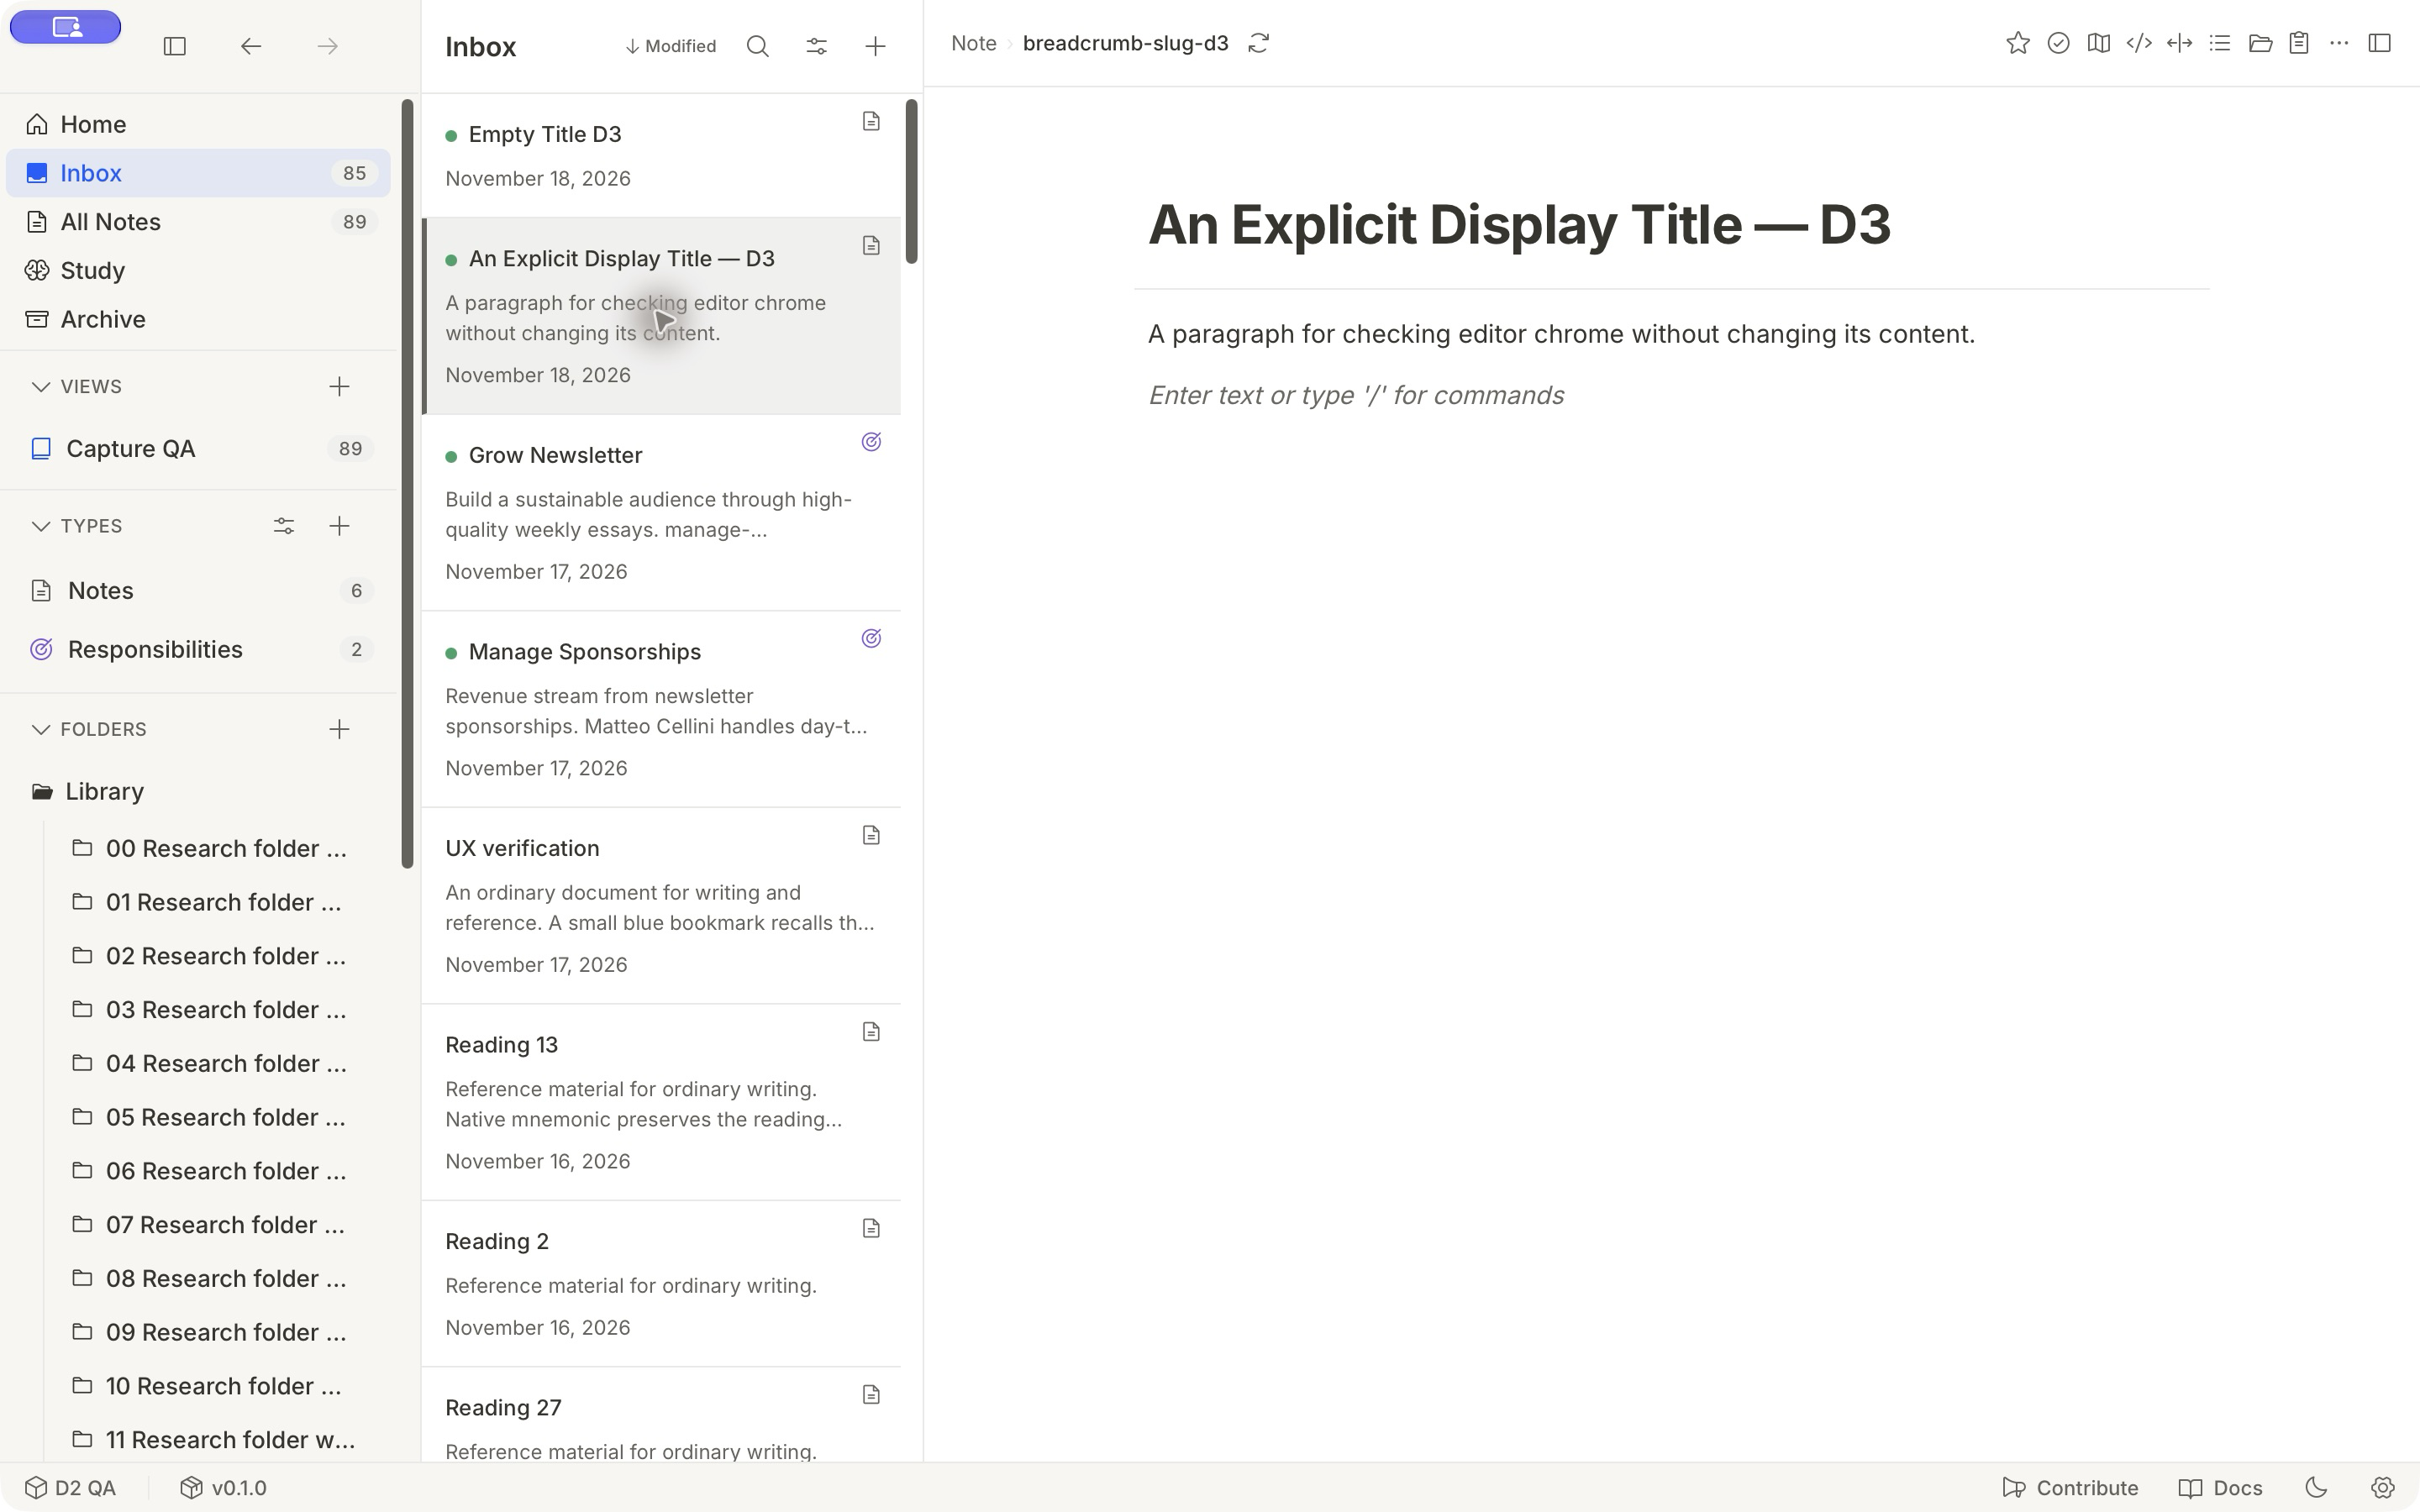 Home
Inbox 85
All Notes 89
Study
Archive
VIEWS
Capture QA 89
TYPES
Notes 6
Responsibilities 2
FOLDERS
Library
00 Research folder ...
01 Research folder ...
02 Research folder ...
03 Research folder ...
04 Research folder ...
05 Research folder ...
06 Research folder ...
07 Research folder ...
08 Research folder ...
09 Research folder ...
10 Research folder ...
11 Research folder w...
Inbox
Modified
Empty Title D3
November 18, 2026
An Explicit Display Title — D3
A paragraph for checking editor chrome
without changing its content.
November 18, 2026
Grow Newsletter
Build a sustainable audience through high-
quality weekly essays. manage-...
November 17, 2026
Manage Sponsorships
Revenue stream from newsletter
sponsorships. Matteo Cellini handles day-t...
November 17, 2026
UX verification
An ordinary document for writing and
reference. A small blue bookmark recalls th...
November 17, 2026
Reading 13
Reference material for ordinary writing.
Native mnemonic preserves the reading...
November 16, 2026
Reading 2
Reference material for ordinary writing.
November 16, 2026
Reading 27
Reference material for ordinary writing.
Note › breadcrumb-slug-d3
An Explicit Display Title — D3
A paragraph for checking editor chrome without changing its content.
Enter text or type '/' for commands
D2 QA
v0.1.0
Contribute
Docs